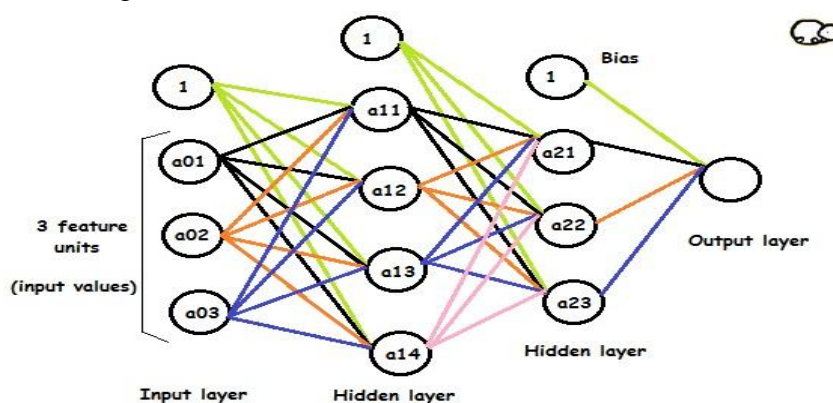 1
1
1
Bias
a01
a02
a03
a11
a12
a13
a14
a21
a22
a23
3 feature
units
(input values)
Output layer
Hidden layer
Input layer
Hidden layer